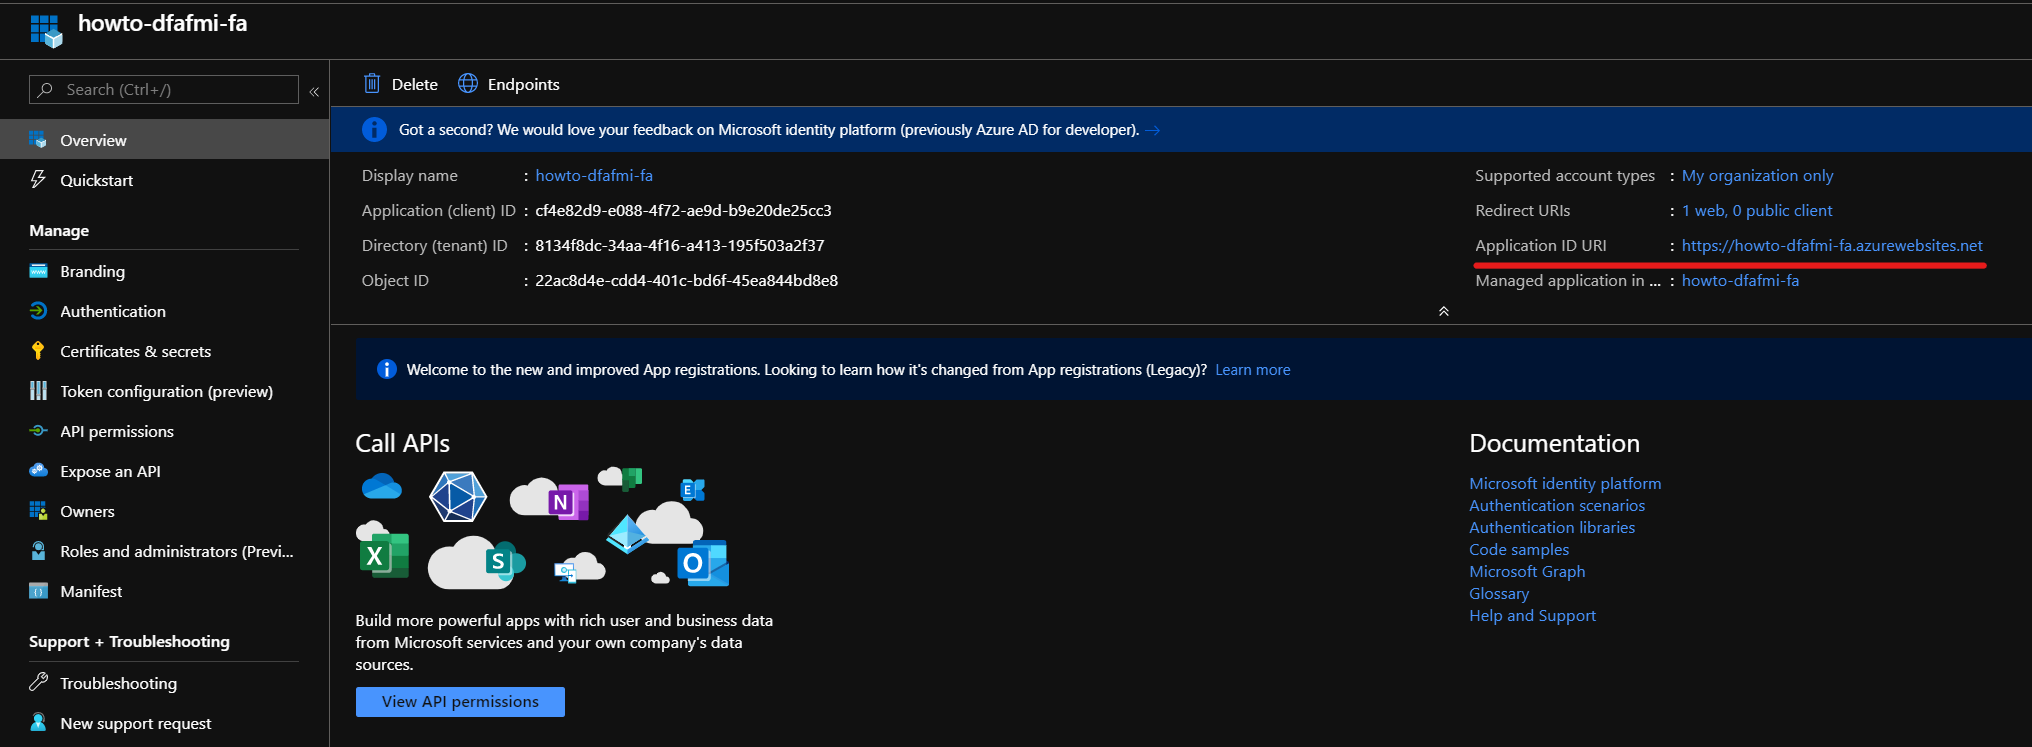 howto-dfafmi-fa
Search (Ctrl+/)
«
Overview
Quickstart
Manage
Branding
Authentication
Certificates & secrets
Token configuration (preview)
API permissions
Expose an API
Owners
Roles and administrators (Previ...
Manifest
Support + Troubleshooting
Troubleshooting
New support request
Delete Endpoints
Got a second? We would love your feedback on Microsoft identity platform (previously Azure AD for developer). →
Display name : howto-dfafmi-fa
Application (client) ID : cf4e82d9-e088-4f72-ae9d-b9e20de25cc3
Directory (tenant) ID : 8134f8dc-34aa-4f16-a413-195f503a2f37
Object ID : 22ac8d4e-cdd4-401c-bd6f-45ea844bd8e8
Supported account types : My organization only
Redirect URIs : 1 web, 0 public client
Application ID URI : https://howto-dfafmi-fa.azurewebsites.net
Managed application in ... : howto-dfafmi-fa
Welcome to the new and improved App registrations. Looking to learn how it's changed from App registrations (Legacy)? Learn more
Call APIs
N
E
X
S
O
Build more powerful apps with rich user and business data
from Microsoft services and your own company's data
sources.
View API permissions
Documentation
Microsoft identity platform
Authentication scenarios
Authentication libraries
Code samples
Microsoft Graph
Glossary
Help and Support